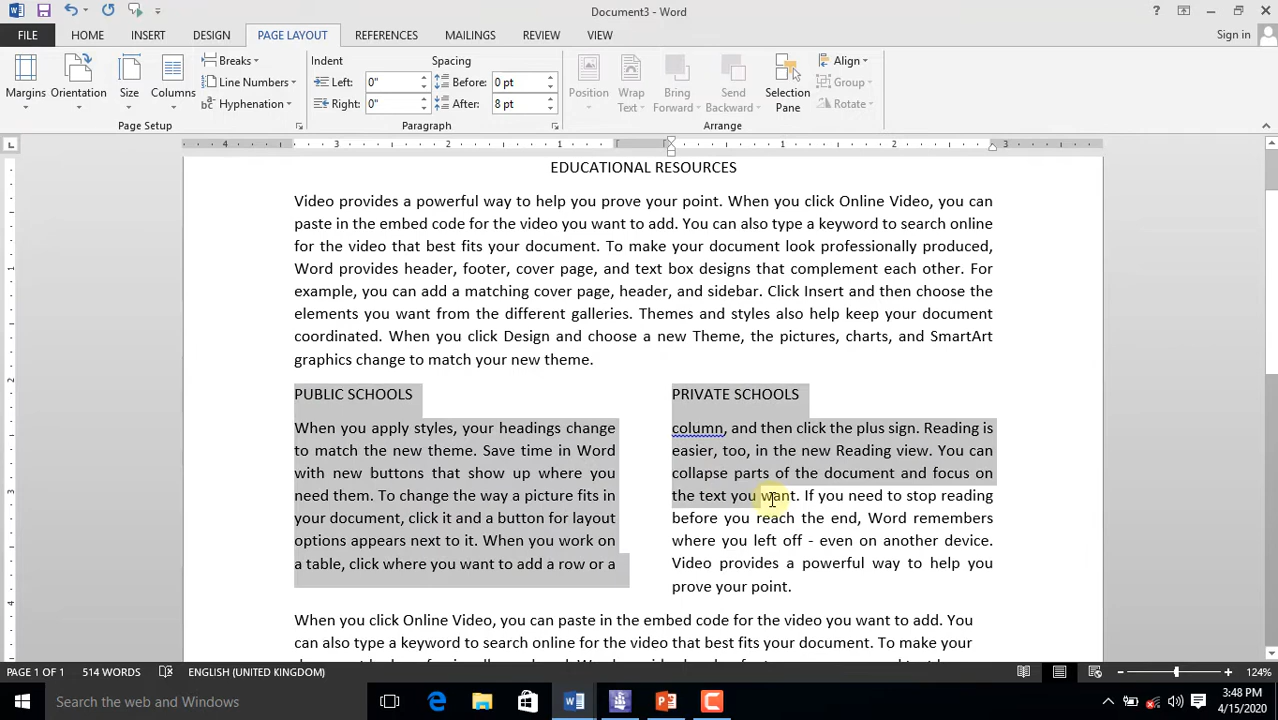 Document3 - Word
Sign in
FILE HOME INSERT DESIGN PAGE LAYOUT REFERENCES MAILINGS REVIEW VIEW
Margins
Orientation
Size
Columns
Breaks
Line Numbers
Hyphenation
Page Setup
Indent
Left: 0"
Right: 0"
Spacing
Before: 0 pt
After: 8 pt
Paragraph
Position
Wrap Text
Bring Forward
Send Backward
Selection Pane
Align
Group
Rotate
Arrange
4 3 2 1 1 2 3
EDUCATIONAL RESOURCES
Video provides a powerful way to help you prove your point. When you click Online Video, you can
paste in the embed code for the video you want to add. You can also type a keyword to search online
for the video that best fits your document. To make your document look professionally produced,
Word provides header, footer, cover page, and text box designs that complement each other. For
example, you can add a matching cover page, header, and sidebar. Click Insert and then choose the
elements you want from the different galleries. Themes and styles also help keep your document
coordinated. When you click Design and choose a new Theme, the pictures, charts, and SmartArt
graphics change to match your new theme.
PUBLIC SCHOOLS
When you apply styles, your headings change
to match the new theme. Save time in Word
with new buttons that show up where you
need them. To change the way a picture fits in
your document, click it and a button for layout
options appears next to it. When you work on
a table, click where you want to add a row or a
PRIVATE SCHOOLS
column, and then click the plus sign. Reading is
easier, too, in the new Reading view. You can
collapse parts of the document and focus on
the text you want. If you need to stop reading
before you reach the end, Word remembers
where you left off - even on another device.
Video provides a powerful way to help you
prove your point.
When you click Online Video, you can paste in the embed code for the video you want to add. You
can also type a keyword to search online for the video that best fits your document. To make your
PAGE 1 OF 1 514 WORDS ENGLISH (UNITED KINGDOM) 124%
Search the web and Windows
3:48 PM
4/15/2020